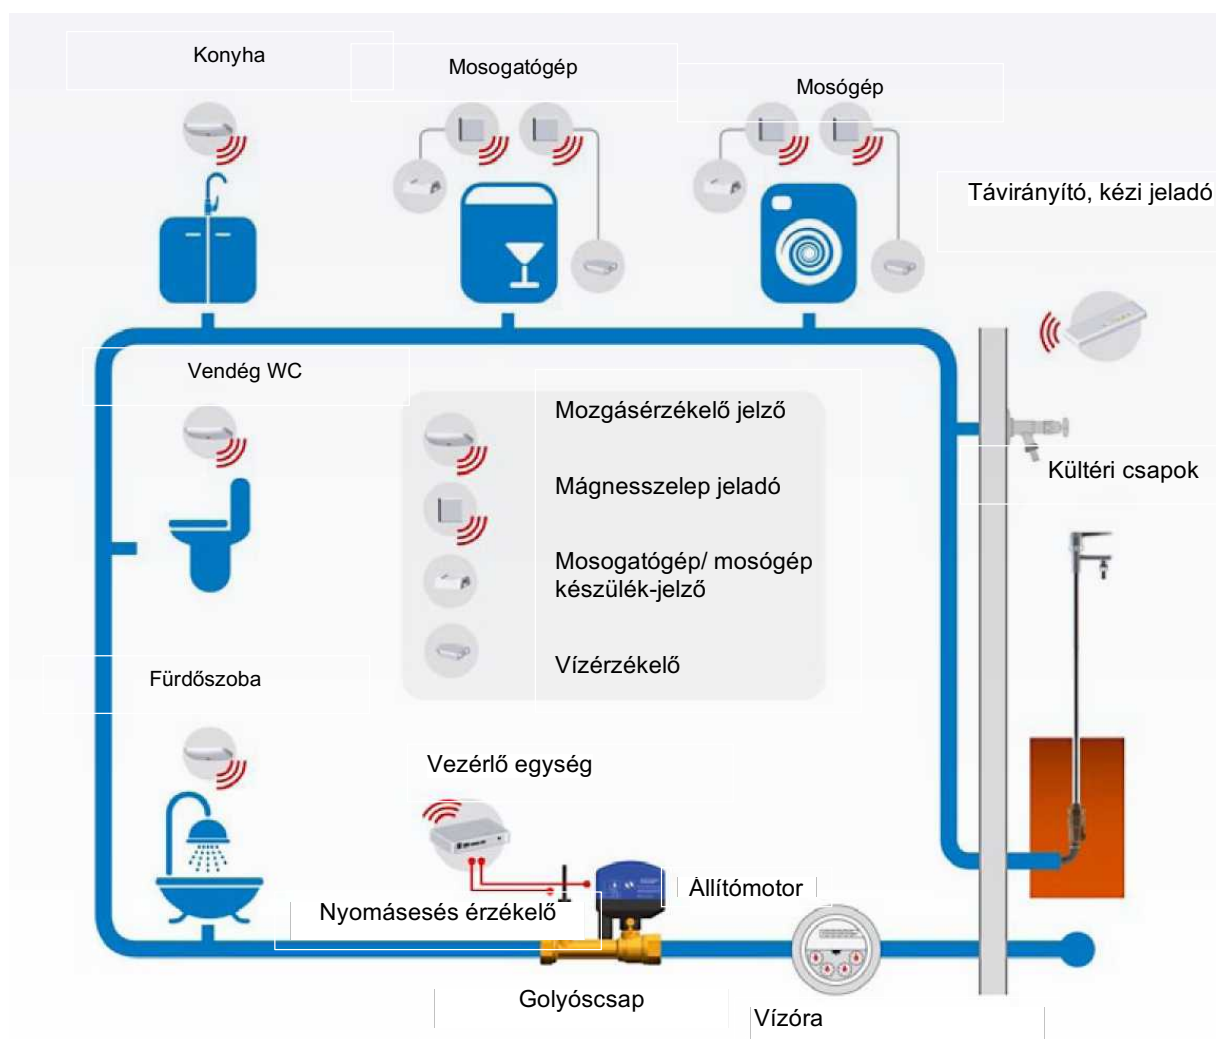 Konyha
Mosogatógép
Mosógép
Távirányító, kézi jeladó
Vendég WC
Mozgásérzékelő jelző
Mágnesszelep jeladó
Mosogatógép/ mosógép
készülék-jelző
Vízérzékelő
Kültéri csapok
Fürdőszoba
Vezérlő egység
Nyomásesés érzékelő
Állítómotor
Golyóscsap
Vízóra